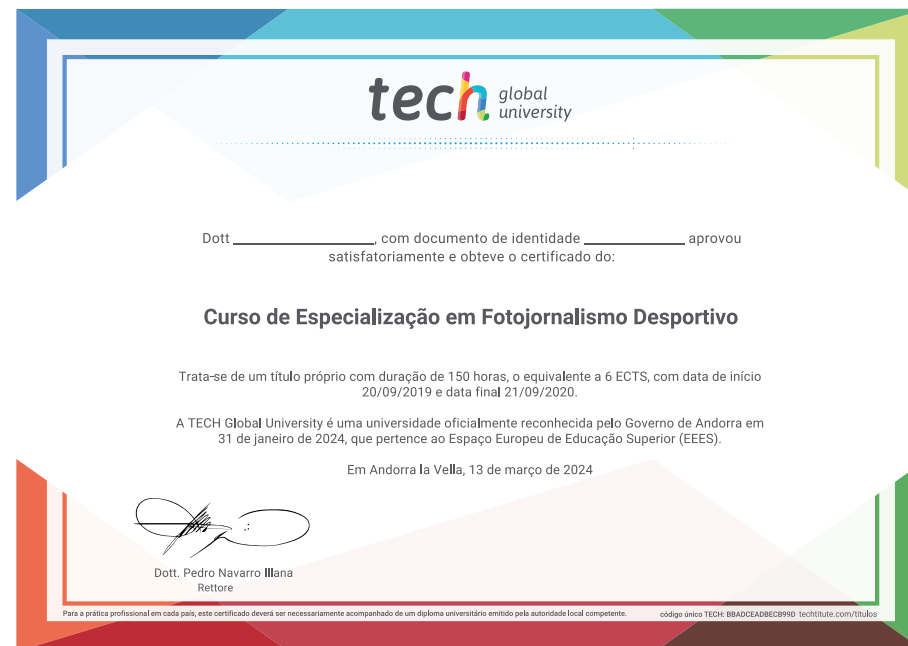 tech global university
Dott ______________, com documento de identidade __________ aprovou
satisfatoriamente e obteve o certificado do:
Curso de Especialização em Fotojornalismo Desportivo
Trata-se de um título próprio com duração de 150 horas, o equivalente a 6 ECTS, com data de início
20/09/2019 e data final 21/09/2020.
A TECH Global University é uma universidade oficialmente reconhecida pelo Governo de Andorra em
31 de janeiro de 2024, que pertence ao Espaço Europeu de Educação Superior (EEES).
Em Andorra la Vella, 13 de março de 2024
Dott. Pedro Navarro Illana
Rettore
Para a prática profissional em cada país, este certificado deverá ser necessariamente acompanhado de um diploma universitário emitido pela autoridade local competente. código único TECH: BBADCEADBECB99D techtitute.com/titulos